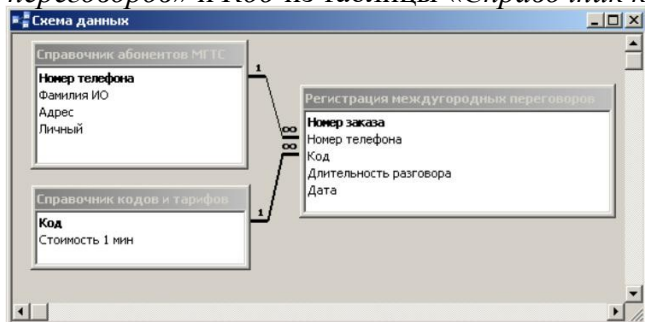 переговоров» и Код из таблицы «Справочник к
Схема данных
Справочник абонентов МГТС
Номер телефона
Фамилия ИО
Адрес
Личный
1
∞
∞
Регистрация междугородных переговоров
Номер заказа
Номер телефона
Код
Длительность разговора
Дата
Справочник кодов и тарифов
Код
Стоимость 1 мин
1